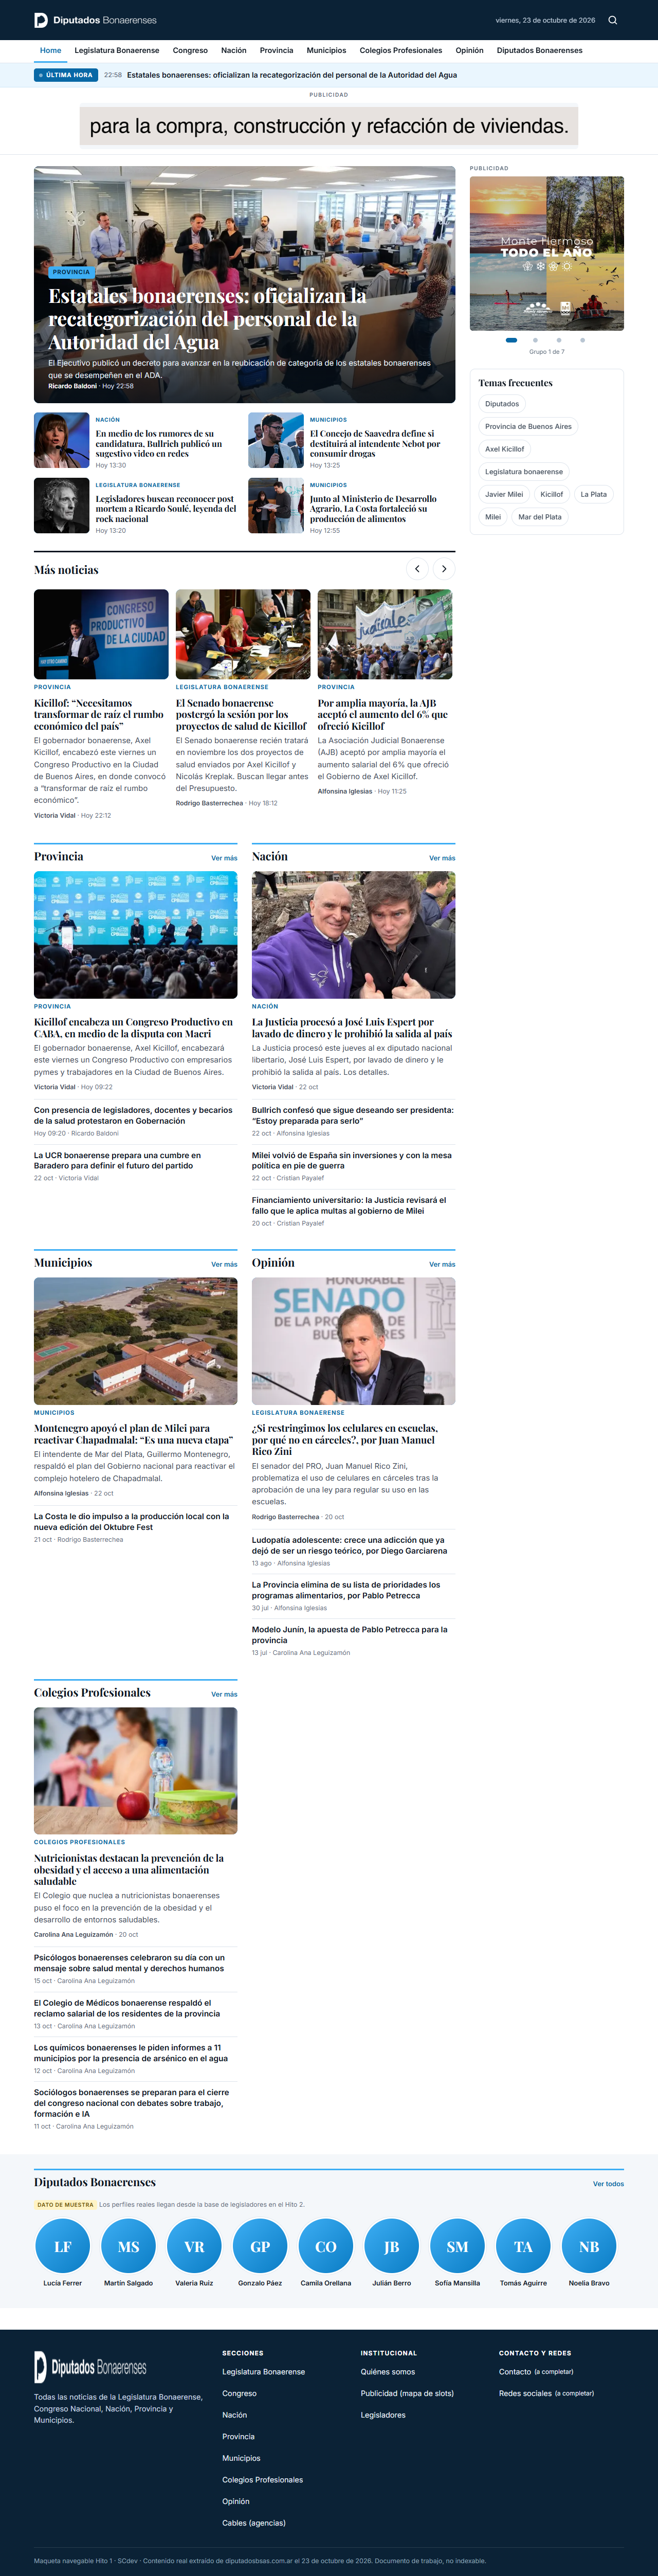 Diputados Bonaerenses
viernes, 23 de octubre de 2026
Home Legislatura Bonaerense Congreso Nación Provincia Municipios Colegios Profesionales Opinión Diputados Bonaerenses
ÚLTIMA HORA 22:58 Estatales bonaerenses: oficializan la recategorización del personal de la Autoridad del Agua
PUBLICIDAD
para la compra, construcción y refacción de viviendas.
PROVINCIA
Estatales bonaerenses: oficializan la
recategorización del personal de la
Autoridad del Agua
El Ejecutivo publicó un decreto para avanzar en la reubicación de categoría de los estatales bonaerenses
que se desempeñen en el ADA.
Ricardo Baldoni · Hoy 22:58
NACIÓN
En medio de los rumores de su
candidatura, Bullrich publicó un
sugestivo video en redes
Hoy 13:30
MUNICIPIOS
El Concejo de Saavedra define si
destituirá al intendente Nebot por
consumir drogas
Hoy 13:25
LEGISLATURA BONAERENSE
Legisladores buscan reconocer post
mortem a Ricardo Soulé, leyenda del
rock nacional
Hoy 13:20
MUNICIPIOS
Junto al Ministerio de Desarrollo
Agrario, La Costa fortaleció su
producción de alimentos
Hoy 12:55
PUBLICIDAD
Monte Hermoso
TODO EL AÑO
Grupo 1 de 7
Temas frecuentes
Diputados
Provincia de Buenos Aires
Axel Kicillof
Legislatura bonaerense
Javier Milei Kicillof La Plata
Milei Mar del Plata
Más noticias
CONGRESO
PRODUCTIVO
DE LA CIUDAD
PROVINCIA
Kicillof: “Necesitamos
transformar de raíz el rumbo
económico del país”
El gobernador bonaerense, Axel
Kicillof, encabezó este viernes un
Congreso Productivo en la Ciudad
de Buenos Aires, en donde convocó
a “transformar de raíz el rumbo
económico”.
Victoria Vidal · Hoy 22:12
LEGISLATURA BONAERENSE
El Senado bonaerense
postergó la sesión por los
proyectos de salud de Kicillof
El Senado bonaerense recién tratará
en noviembre los dos proyectos de
salud enviados por Axel Kicillof y
Nicolás Kreplak. Buscan llegar antes
del Presupuesto.
Rodrigo Basterrechea · Hoy 18:12
judiciales
PROVINCIA
Por amplia mayoría, la AJB
aceptó el aumento del 6% que
ofreció Kicillof
La Asociación Judicial Bonaerense
(AJB) aceptó por amplia mayoría el
aumento salarial del 6% que ofreció
el Gobierno de Axel Kicillof.
Alfonsina Iglesias · Hoy 11:25
Provincia Ver más
PROVINCIA
Kicillof encabeza un Congreso Productivo en
CABA, en medio de la disputa con Macri
El gobernador bonaerense, Axel Kicillof, encabezará
este viernes un Congreso Productivo con empresarios
pymes y trabajadores en la Ciudad de Buenos Aires.
Victoria Vidal · Hoy 09:22
Con presencia de legisladores, docentes y becarios
de la salud protestaron en Gobernación
Hoy 09:20 · Ricardo Baldoni
La UCR bonaerense prepara una cumbre en
Baradero para definir el futuro del partido
22 oct · Victoria Vidal
Nación Ver más
NACIÓN
La Justicia procesó a José Luis Espert por
lavado de dinero y le prohibió la salida al país
La Justicia procesó este jueves al ex diputado nacional
libertario, José Luis Espert, por lavado de dinero y le
prohibió la salida al país. Los detalles.
Victoria Vidal · 22 oct
Bullrich confesó que sigue deseando ser presidenta:
“Estoy preparada para serlo”
22 oct · Alfonsina Iglesias
Milei volvió de España sin inversiones y con la mesa
política en pie de guerra
22 oct · Cristian Payalef
Financiamiento universitario: la Justicia revisará el
fallo que le aplica multas al gobierno de Milei
20 oct · Cristian Payalef
Municipios Ver más
MUNICIPIOS
Montenegro apoyó el plan de Milei para
reactivar Chapadmalal: “Es una nueva etapa”
El intendente de Mar del Plata, Guillermo Montenegro,
respaldó el plan del Gobierno nacional para reactivar el
complejo hotelero de Chapadmalal.
Alfonsina Iglesias · 22 oct
La Costa le dio impulso a la producción local con la
nueva edición del Oktubre Fest
21 oct · Rodrigo Basterrechea
Opinión Ver más
HONORABLE
SENADO
LEGISLATURA BONAERENSE
¿Si restringimos los celulares en escuelas,
por qué no en cárceles?, por Juan Manuel
Rico Zini
El senador del PRO, Juan Manuel Rico Zini,
problematiza el uso de celulares en cárceles tras la
aprobación de una ley para regular su uso en las
escuelas.
Rodrigo Basterrechea · 20 oct
Ludopatía adolescente: crece una adicción que ya
dejó de ser un riesgo teórico, por Diego Garciarena
13 ago · Alfonsina Iglesias
La Provincia elimina de su lista de prioridades los
programas alimentarios, por Pablo Petrecca
30 jul · Alfonsina Iglesias
Modelo Junín, la apuesta de Pablo Petrecca para la
provincia
13 jul · Carolina Ana Leguizamón
Colegios Profesionales Ver más
COLEGIOS PROFESIONALES
Nutricionistas destacan la prevención de la
obesidad y el acceso a una alimentación
saludable
El Colegio que nuclea a nutricionistas bonaerenses
puso el foco en la prevención de la obesidad y el
desarrollo de entornos saludables.
Carolina Ana Leguizamón · 20 oct
Psicólogos bonaerenses celebraron su día con un
mensaje sobre salud mental y derechos humanos
15 oct · Carolina Ana Leguizamón
El Colegio de Médicos bonaerense respaldó el
reclamo salarial de los residentes de la provincia
13 oct · Carolina Ana Leguizamón
Los químicos bonaerenses le piden informes a 11
municipios por la presencia de arsénico en el agua
12 oct · Carolina Ana Leguizamón
Sociólogos bonaerenses se preparan para el cierre
del congreso nacional con debates sobre trabajo,
formación e IA
11 oct · Carolina Ana Leguizamón
Diputados Bonaerenses Ver todos
DATO DE MUESTRA Los perfiles reales llegan desde la base de legisladores en el Hito 2.
LF MS VR GP CO JB SM TA NB
Lucía Ferrer Martín Salgado Valeria Ruiz Gonzalo Páez Camila Orellana Julián Berro Sofía Mansilla Tomás Aguirre Noelia Bravo
Diputados Bonaerenses
Todas las noticias de la Legislatura Bonaerense,
Congreso Nacional, Nación, Provincia y
Municipios.
SECCIONES
Legislatura Bonaerense
Congreso
Nación
Provincia
Municipios
Colegios Profesionales
Opinión
Cables (agencias)
INSTITUCIONAL
Quiénes somos
Publicidad (mapa de slots)
Legisladores
CONTACTO Y REDES
Contacto (a completar)
Redes sociales (a completar)
Maqueta navegable Hito 1 · SCdev · Contenido real extraído de diputadosbsas.com.ar el 23 de octubre de 2026. Documento de trabajo, no indexable.